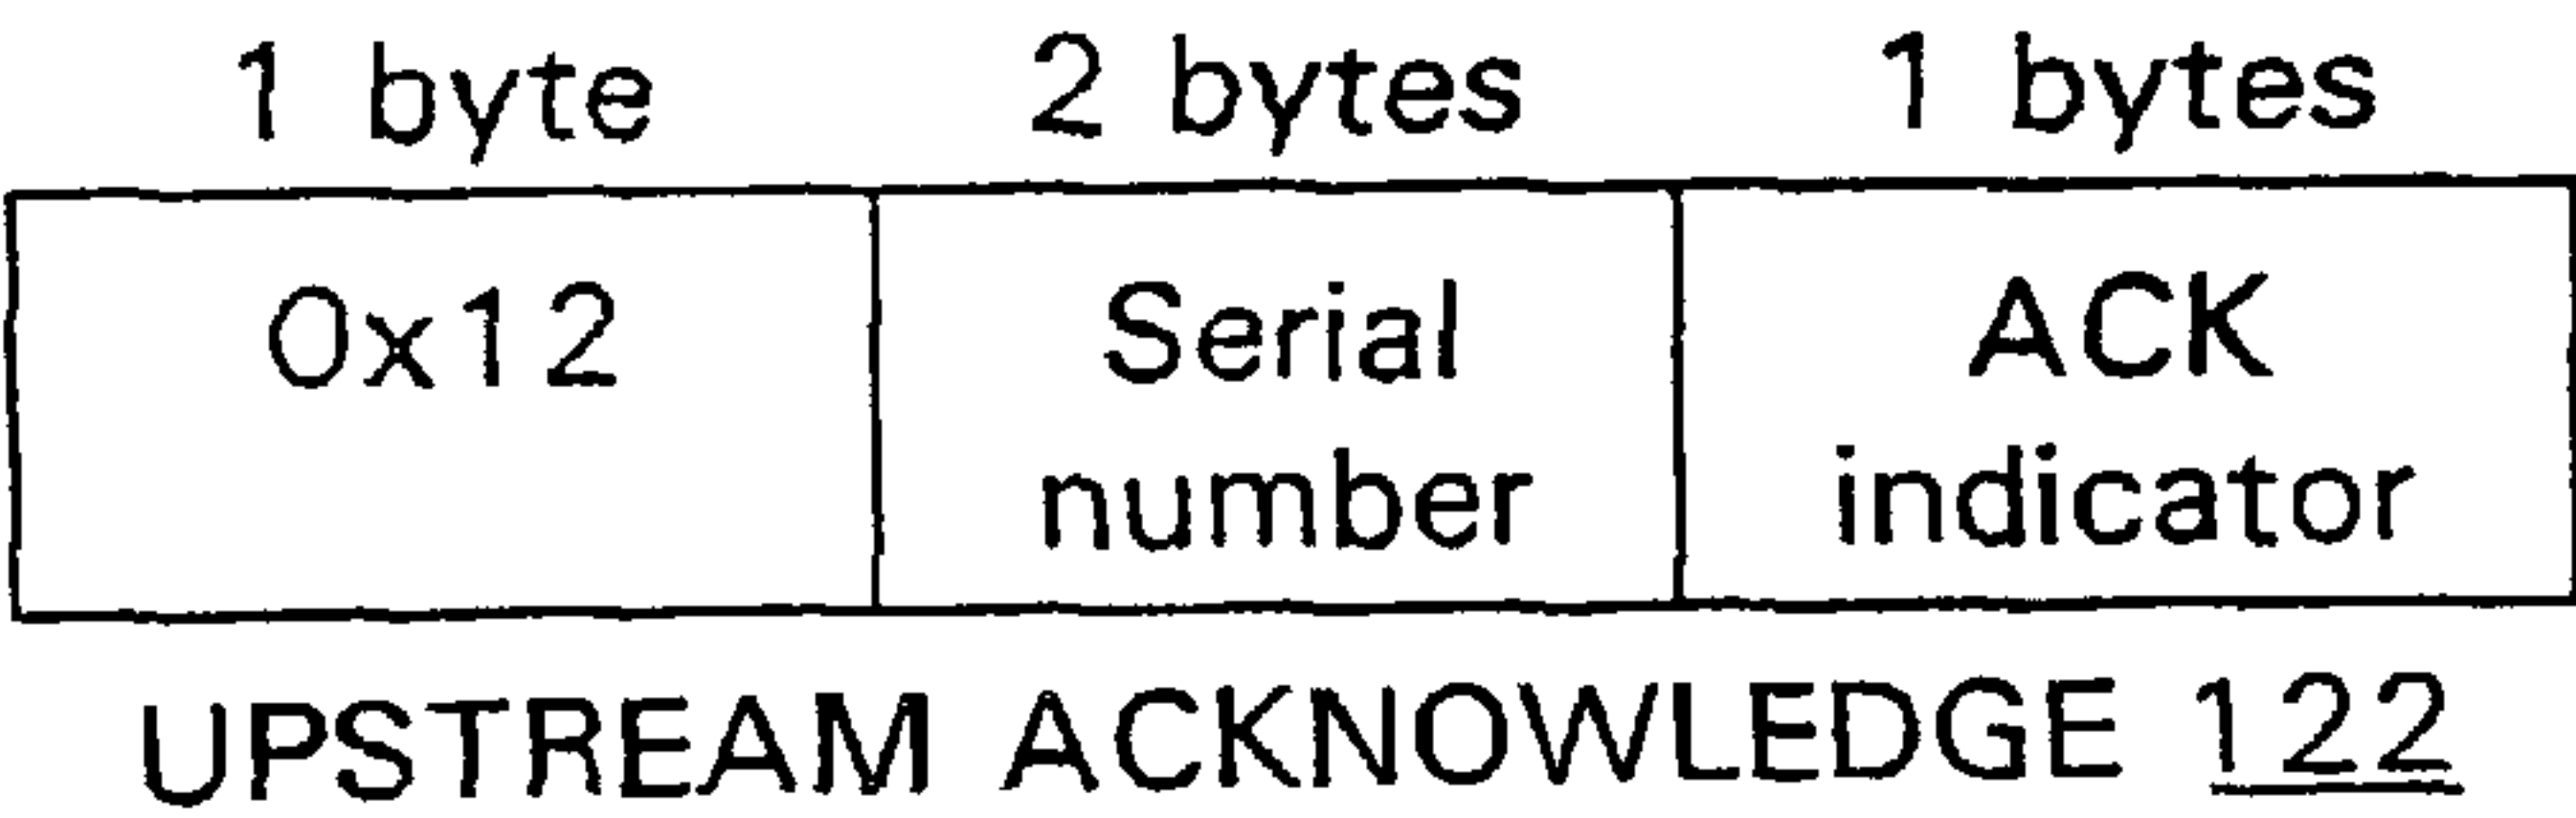 1 byte 2 bytes 1 bytes
0x12 Serial ACK
number indicator
UPSTREAM ACKNOWLEDGE 122